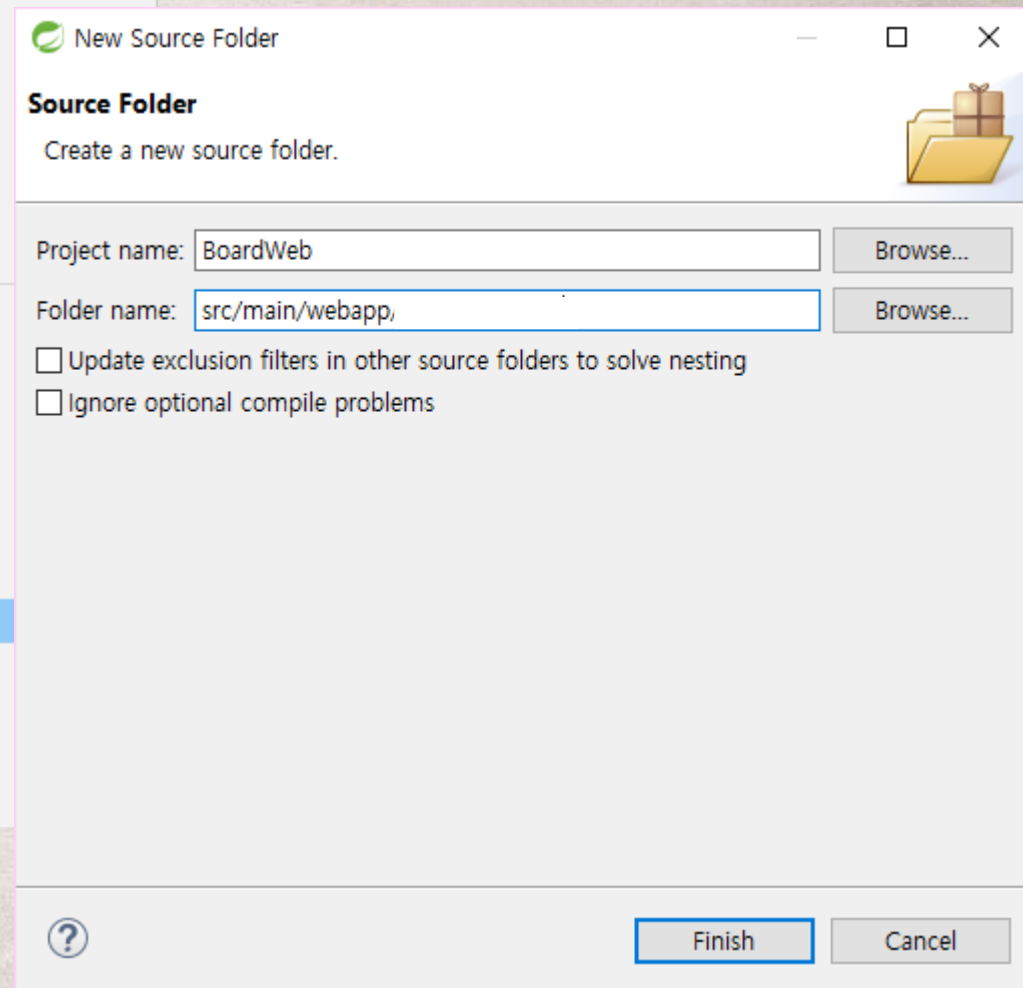 New Source Folder
Source Folder
Create a new source folder.
Project name: BoardWeb Browse...
Folder name: src/main/webapp/ Browse...
Update exclusion filters in other source folders to solve nesting
Ignore optional compile problems
? Finish Cancel